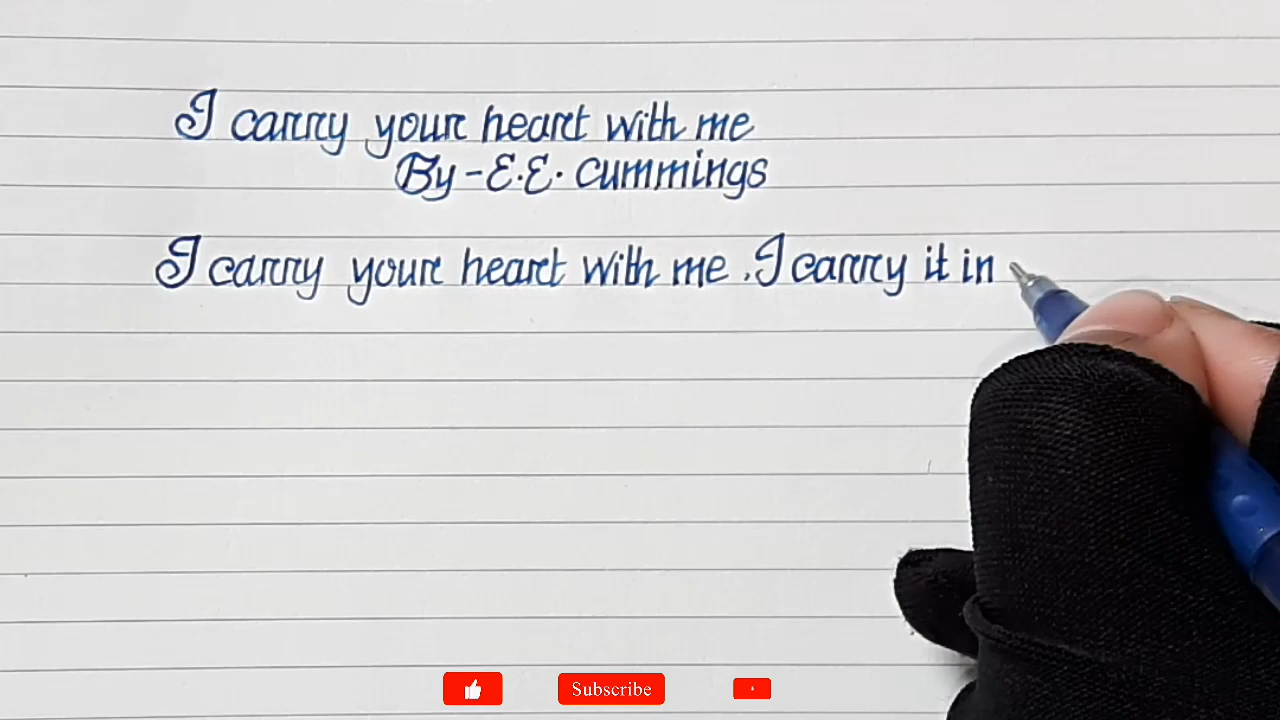 I carry your heart with me
By - E.E. Cummings
I carry your heart with me . I carry it in
Subscribe